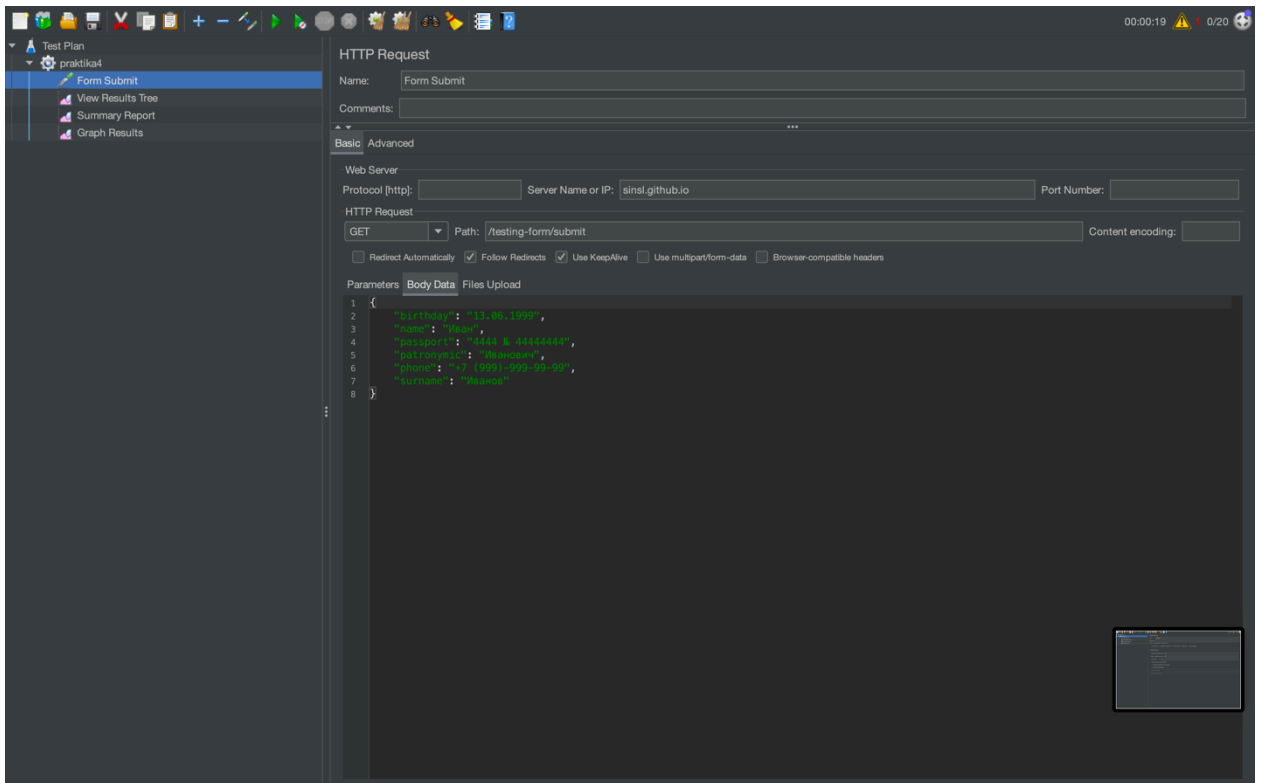 00:00:19 1 0/20
Test Plan
praktika4
Form Submit
View Results Tree
Summary Report
Graph Results
HTTP Request
Name: Form Submit
Comments:
Basic Advanced
Web Server
Protocol [http]: Server Name or IP: sinsl.github.io Port Number:
HTTP Request
GET Path: /testing-form/submit Content encoding:
Redirect Automatically Follow Redirects Use KeepAlive Use multipart/form-data Browser-compatible headers
Parameters Body Data Files Upload
1 {
2 "birthday": "13.06.1999",
3 "name": "Иван",
4 "passport": "4444 № 44444444",
5 "patronymic": "Иванович",
6 "phone": "+7 (999)-999-99-99",
7 "surname": "Иванов"
8 }